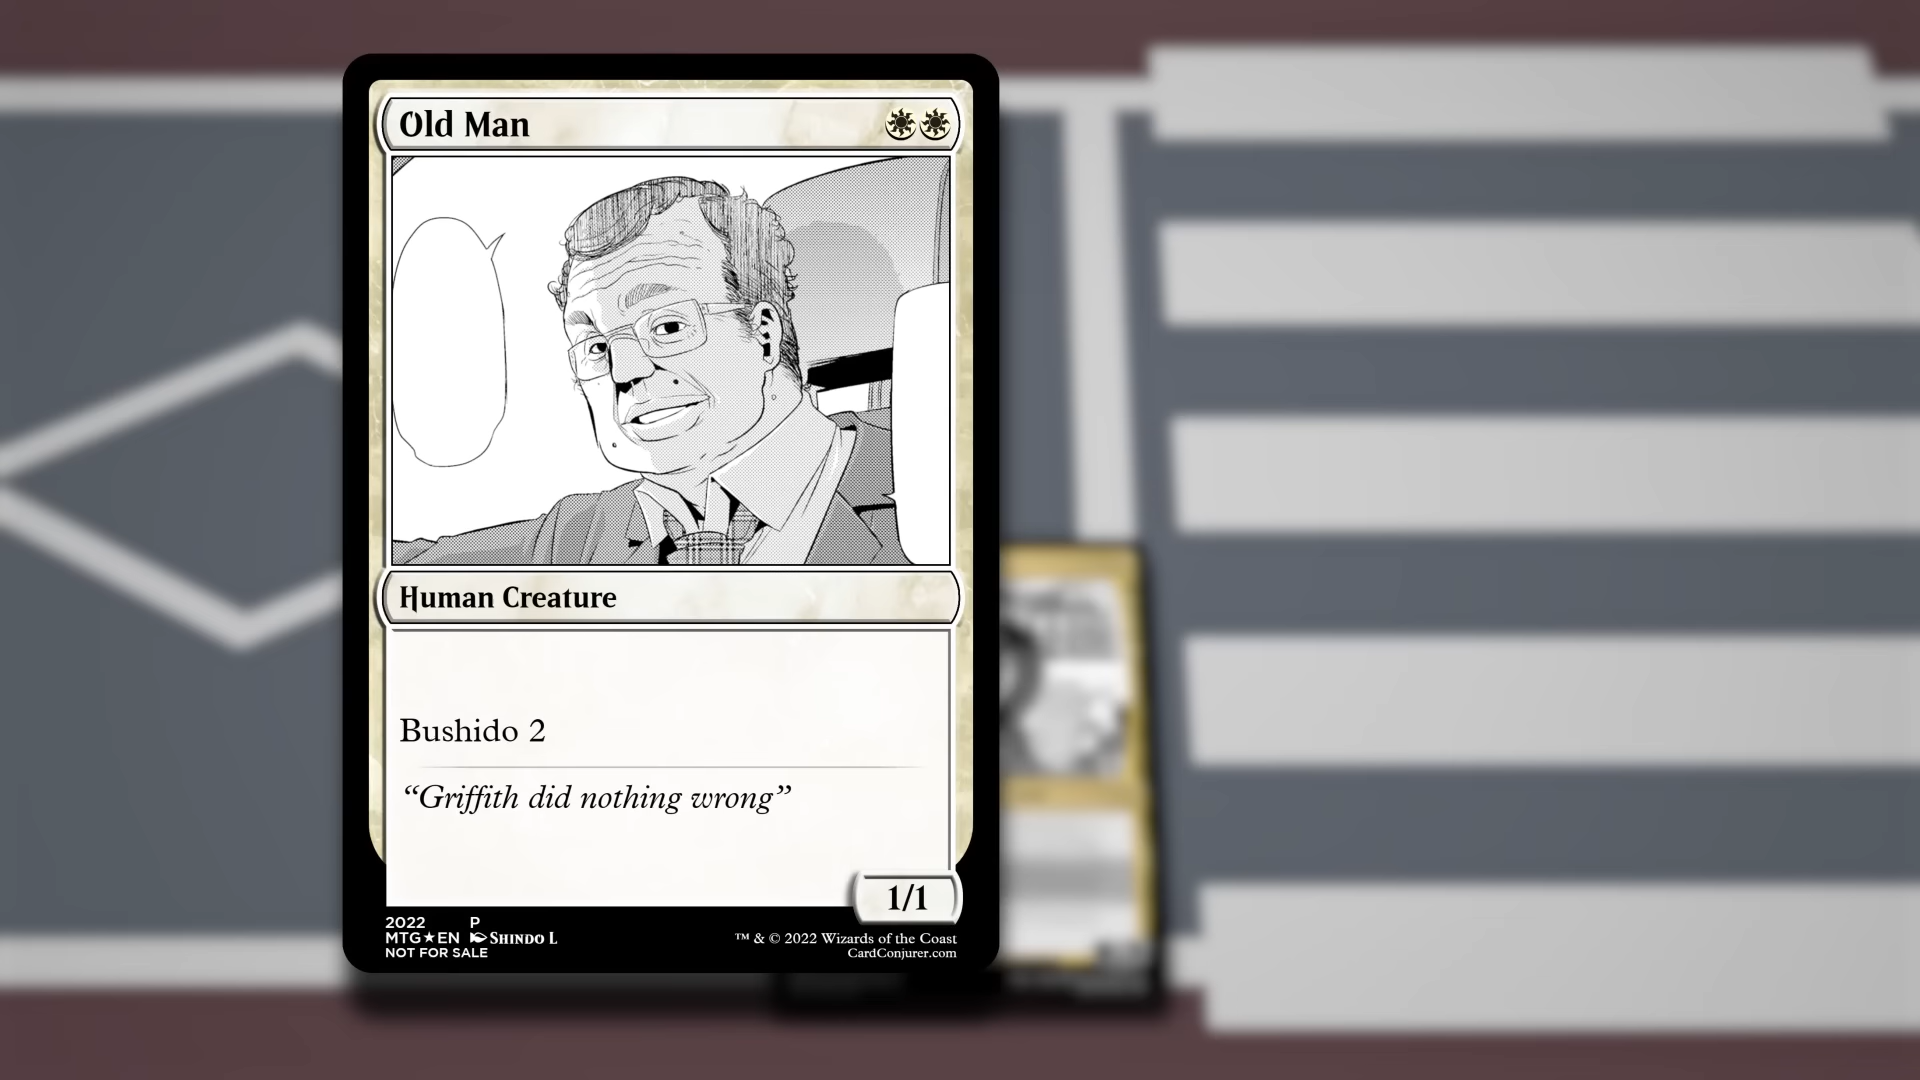 Old Man
Human Creature
Bushido 2
“Griffith did nothing wrong”
1/1
2022 P
MTG★EN SHINDO L
NOT FOR SALE
™ & © 2022 Wizards of the Coast
CardConjurer.com